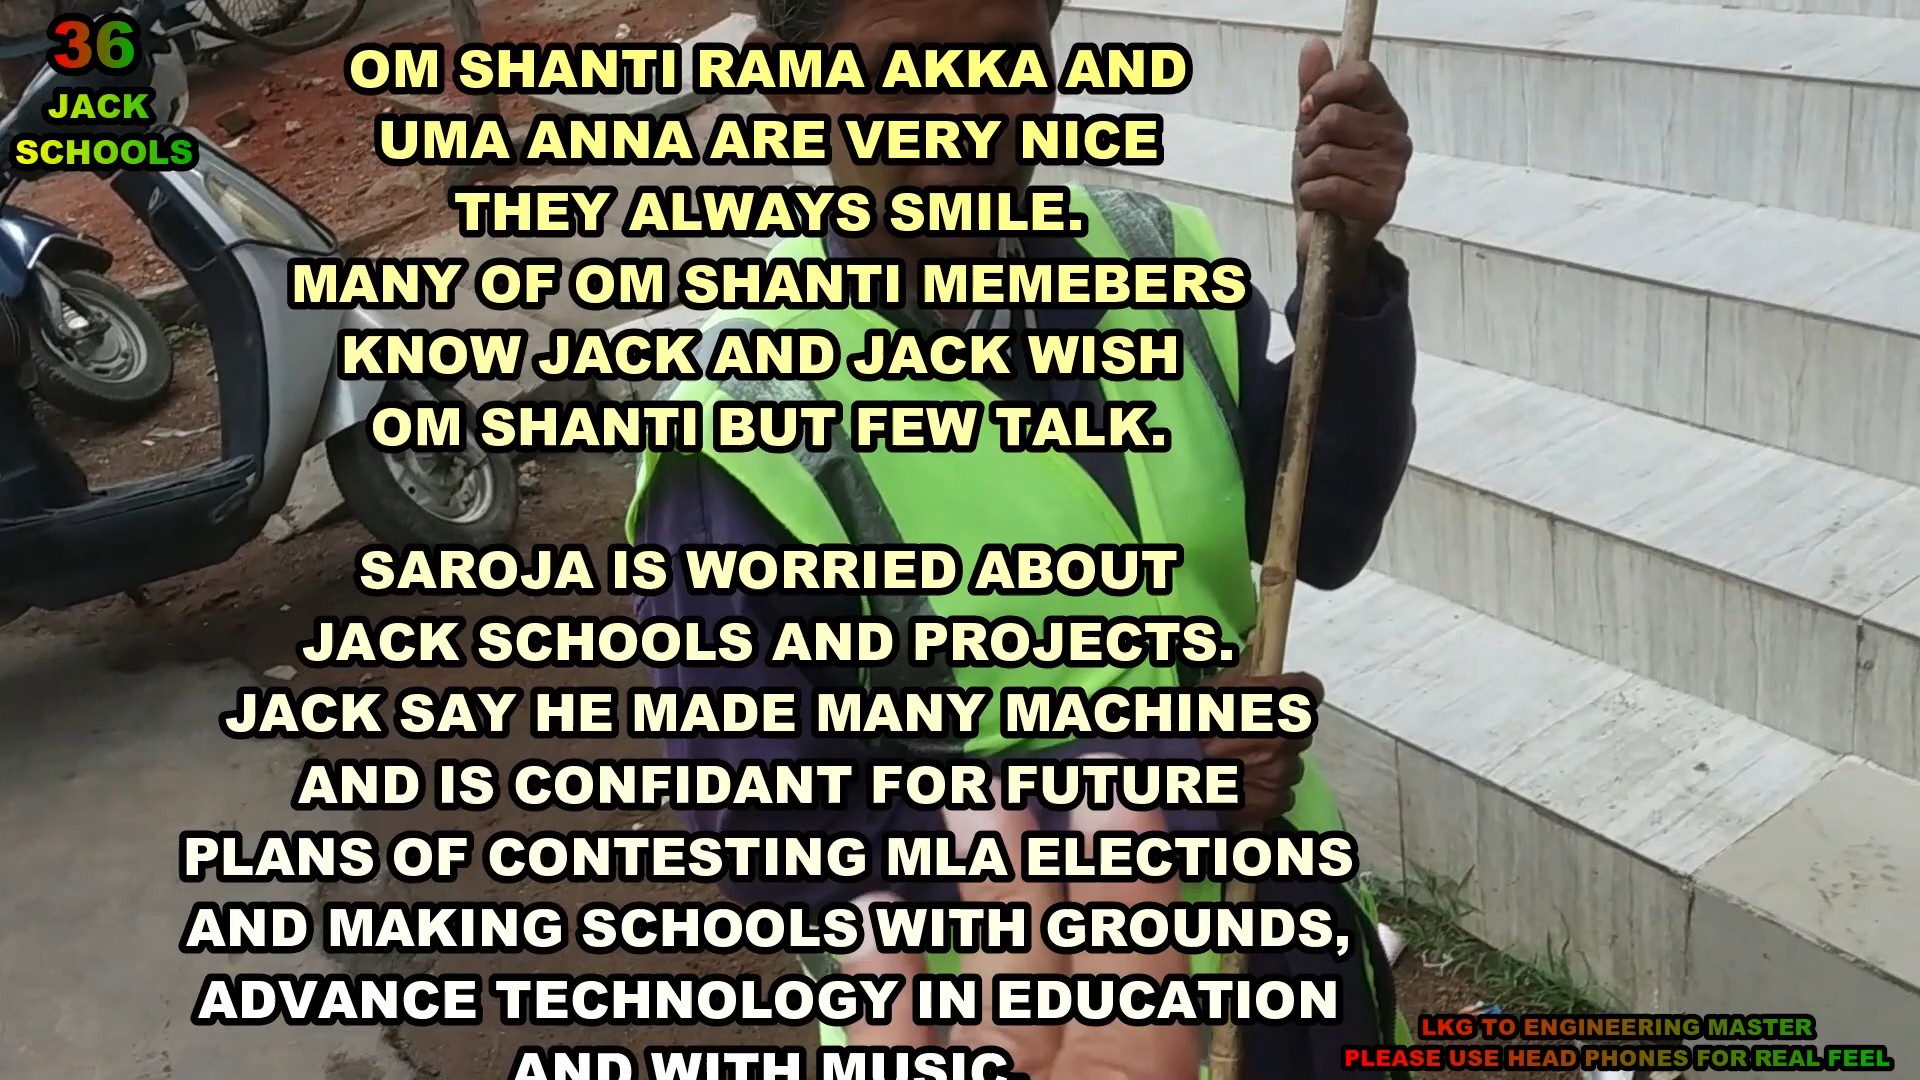 36
JACK
SCHOOLS
OM SHANTI RAMA AKKA AND
UMA ANNA ARE VERY NICE
THEY ALWAYS SMILE.
MANY OF OM SHANTI MEMEBERS
KNOW JACK AND JACK WISH
OM SHANTI BUT FEW TALK.
SAROJA IS WORRIED ABOUT
JACK SCHOOLS AND PROJECTS.
JACK SAY HE MADE MANY MACHINES
AND IS CONFIDANT FOR FUTURE
PLANS OF CONTESTING MLA ELECTIONS
AND MAKING SCHOOLS WITH GROUNDS,
ADVANCE TECHNOLOGY IN EDUCATION
AND WITH MUSIC.
LKG TO ENGINEERING MASTER
PLEASE USE HEAD PHONES FOR REAL FEEL